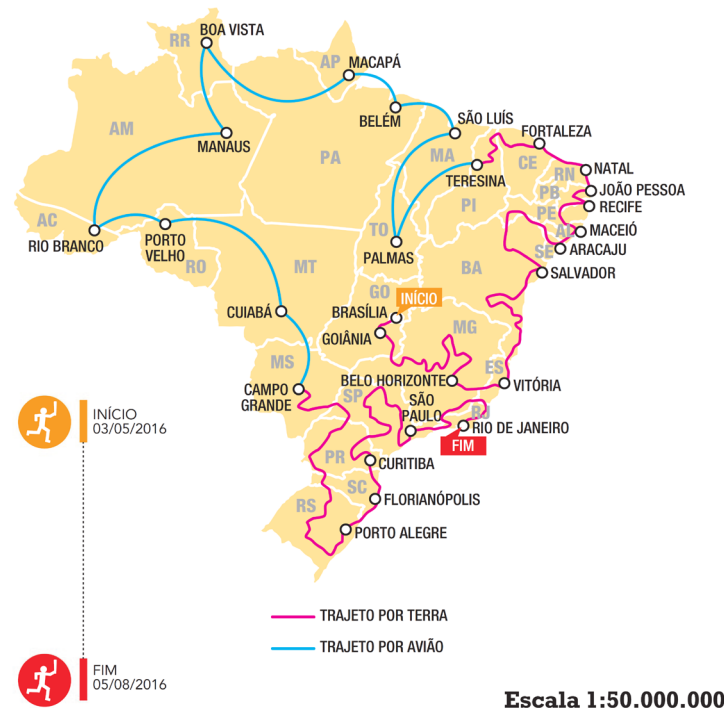 BOA VISTA
RR
AP
MACAPÁ
BELÉM
SÃO LUÍS
FORTALEZA
AM
MANAUS
PA
MA
TERESINA
CE
RN
NATAL
PB
JOÃO PESSOA
PI
PE
RECIFE
AC
RIO BRANCO
PORTO
VELHO
TO
PALMAS
AL
MACEIÓ
SE
ARACAJU
RO
MT
BA
SALVADOR
GO
INÍCIO
BRASÍLIA
CUIABÁ
GOIÂNIA
MG
MS
ES
BELO HORIZONTE
VITÓRIA
CAMPO
GRANDE
SP
SÃO
PAULO
RJ
RIO DE JANEIRO
FIM
INÍCIO
03/05/2016
PR
CURITIBA
SC
FLORIANÓPOLIS
RS
PORTO ALEGRE
TRAJETO POR TERRA
TRAJETO POR AVIÃO
FIM
05/08/2016
Escala 1:50.000.000